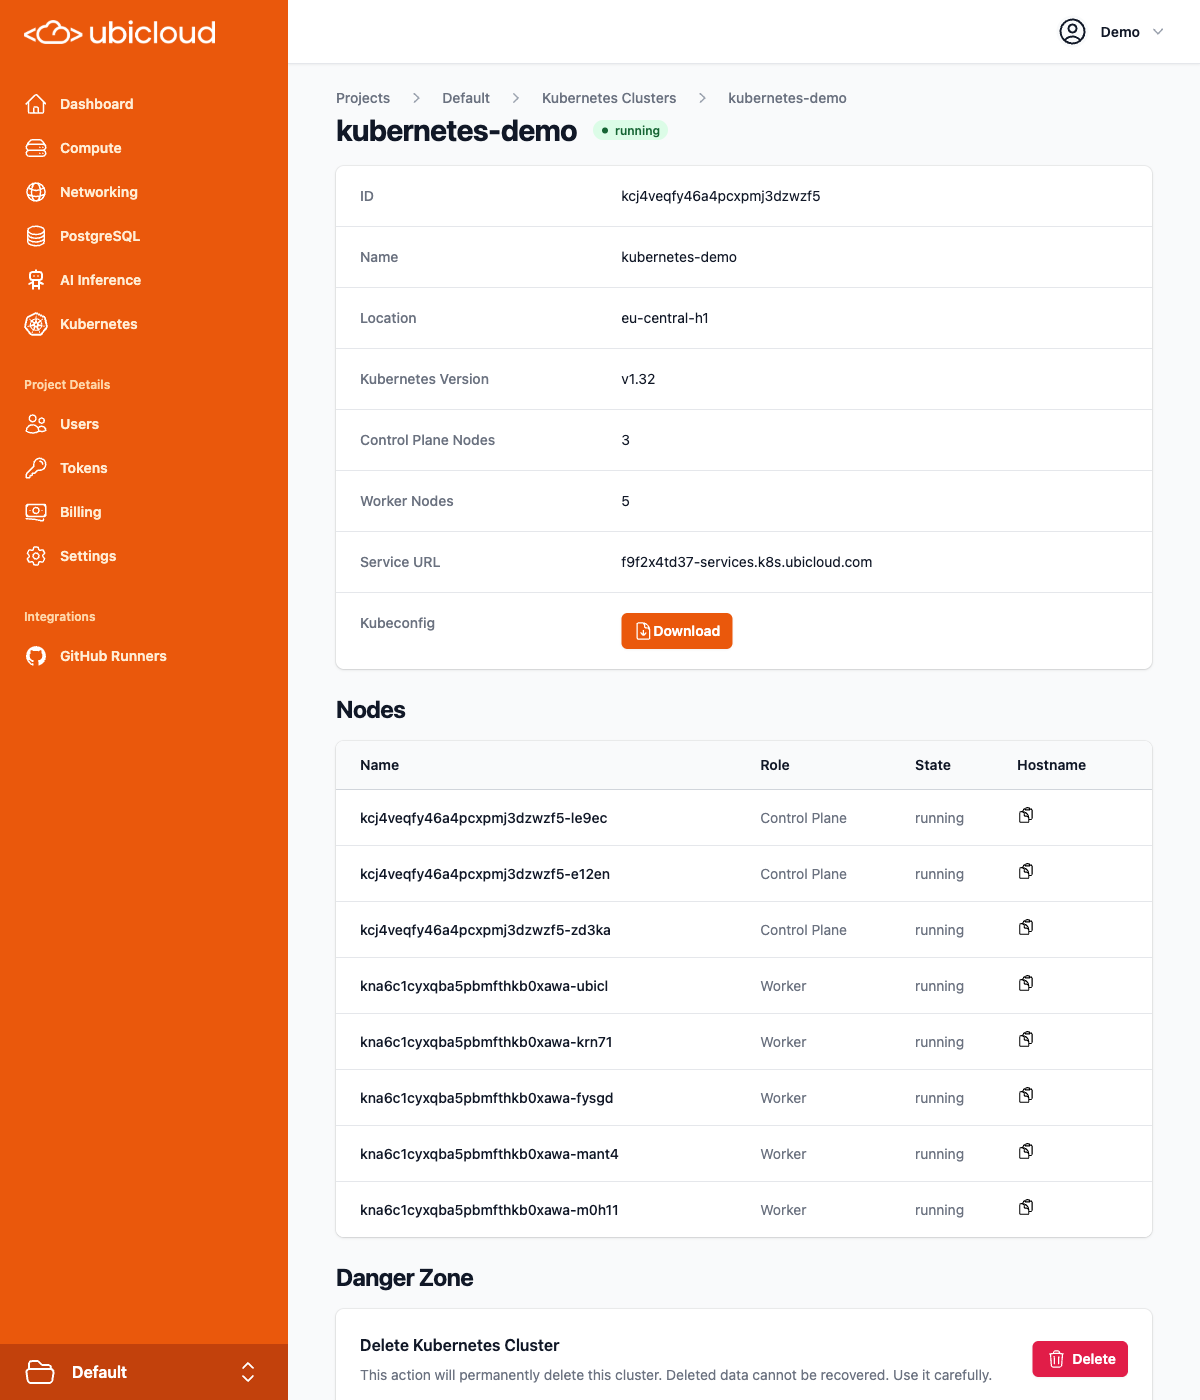 ubicloud
Demo
Dashboard
Compute
Networking
PostgreSQL
AI Inference
Kubernetes
Project Details
Users
Tokens
Billing
Settings
Integrations
GitHub Runners
Default
Projects > Default > Kubernetes Clusters > kubernetes-demo
kubernetes-demo running
ID kcj4veqfy46a4pcxpmj3dzwzf5
Name kubernetes-demo
Location eu-central-h1
Kubernetes Version v1.32
Control Plane Nodes 3
Worker Nodes 5
Service URL f9f2x4td37-services.k8s.ubicloud.com
Kubeconfig Download
Nodes
Name Role State Hostname
kcj4veqfy46a4pcxpmj3dzwzf5-le9ec Control Plane running
kcj4veqfy46a4pcxpmj3dzwzf5-e12en Control Plane running
kcj4veqfy46a4pcxpmj3dzwzf5-zd3ka Control Plane running
kna6c1cyxqba5pbmfthkb0xawa-ubicl Worker running
kna6c1cyxqba5pbmfthkb0xawa-krn71 Worker running
kna6c1cyxqba5pbmfthkb0xawa-fysgd Worker running
kna6c1cyxqba5pbmfthkb0xawa-mant4 Worker running
kna6c1cyxqba5pbmfthkb0xawa-m0h11 Worker running
Danger Zone
Delete Kubernetes Cluster
This action will permanently delete this cluster. Deleted data cannot be recovered. Use it carefully.
Delete